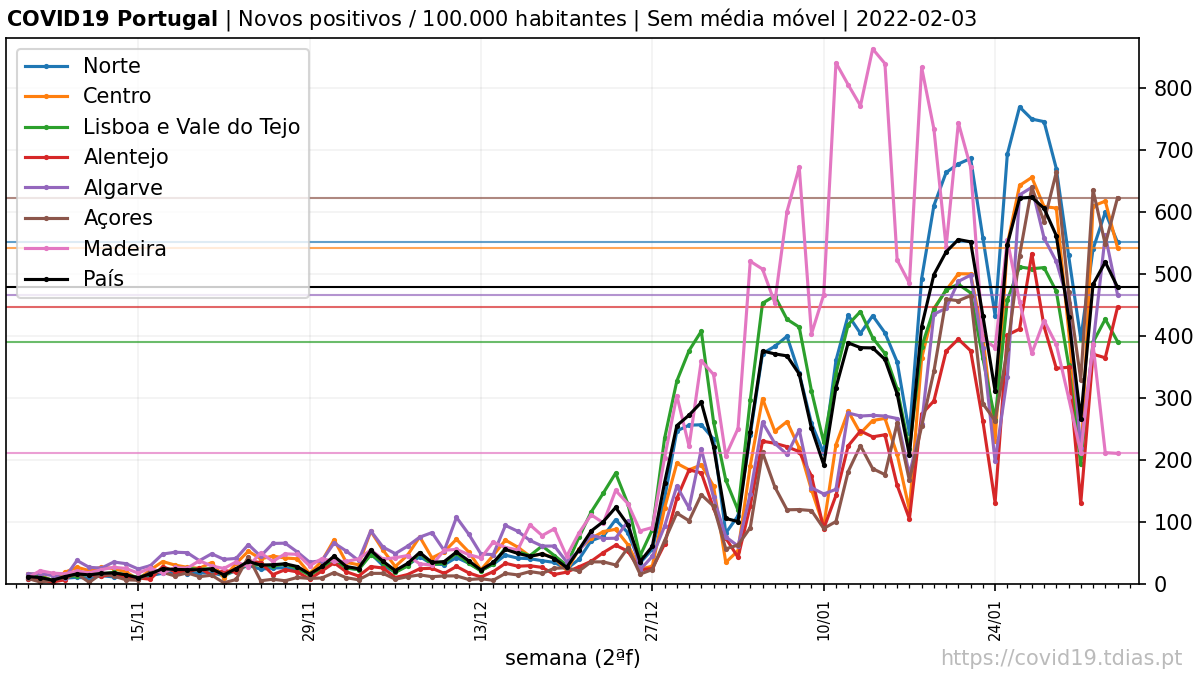 COVID19 Portugal | Novos positivos / 100.000 habitantes | Sem média móvel | 2022-02-03
Norte
Centro
Lisboa e Vale do Tejo
Alentejo
Algarve
Açores
Madeira
País
800
700
600
500
400
300
200
100
0
15/11
29/11
13/12
27/12
10/01
24/01
semana (2ªf)
https://covid19.tdias.pt